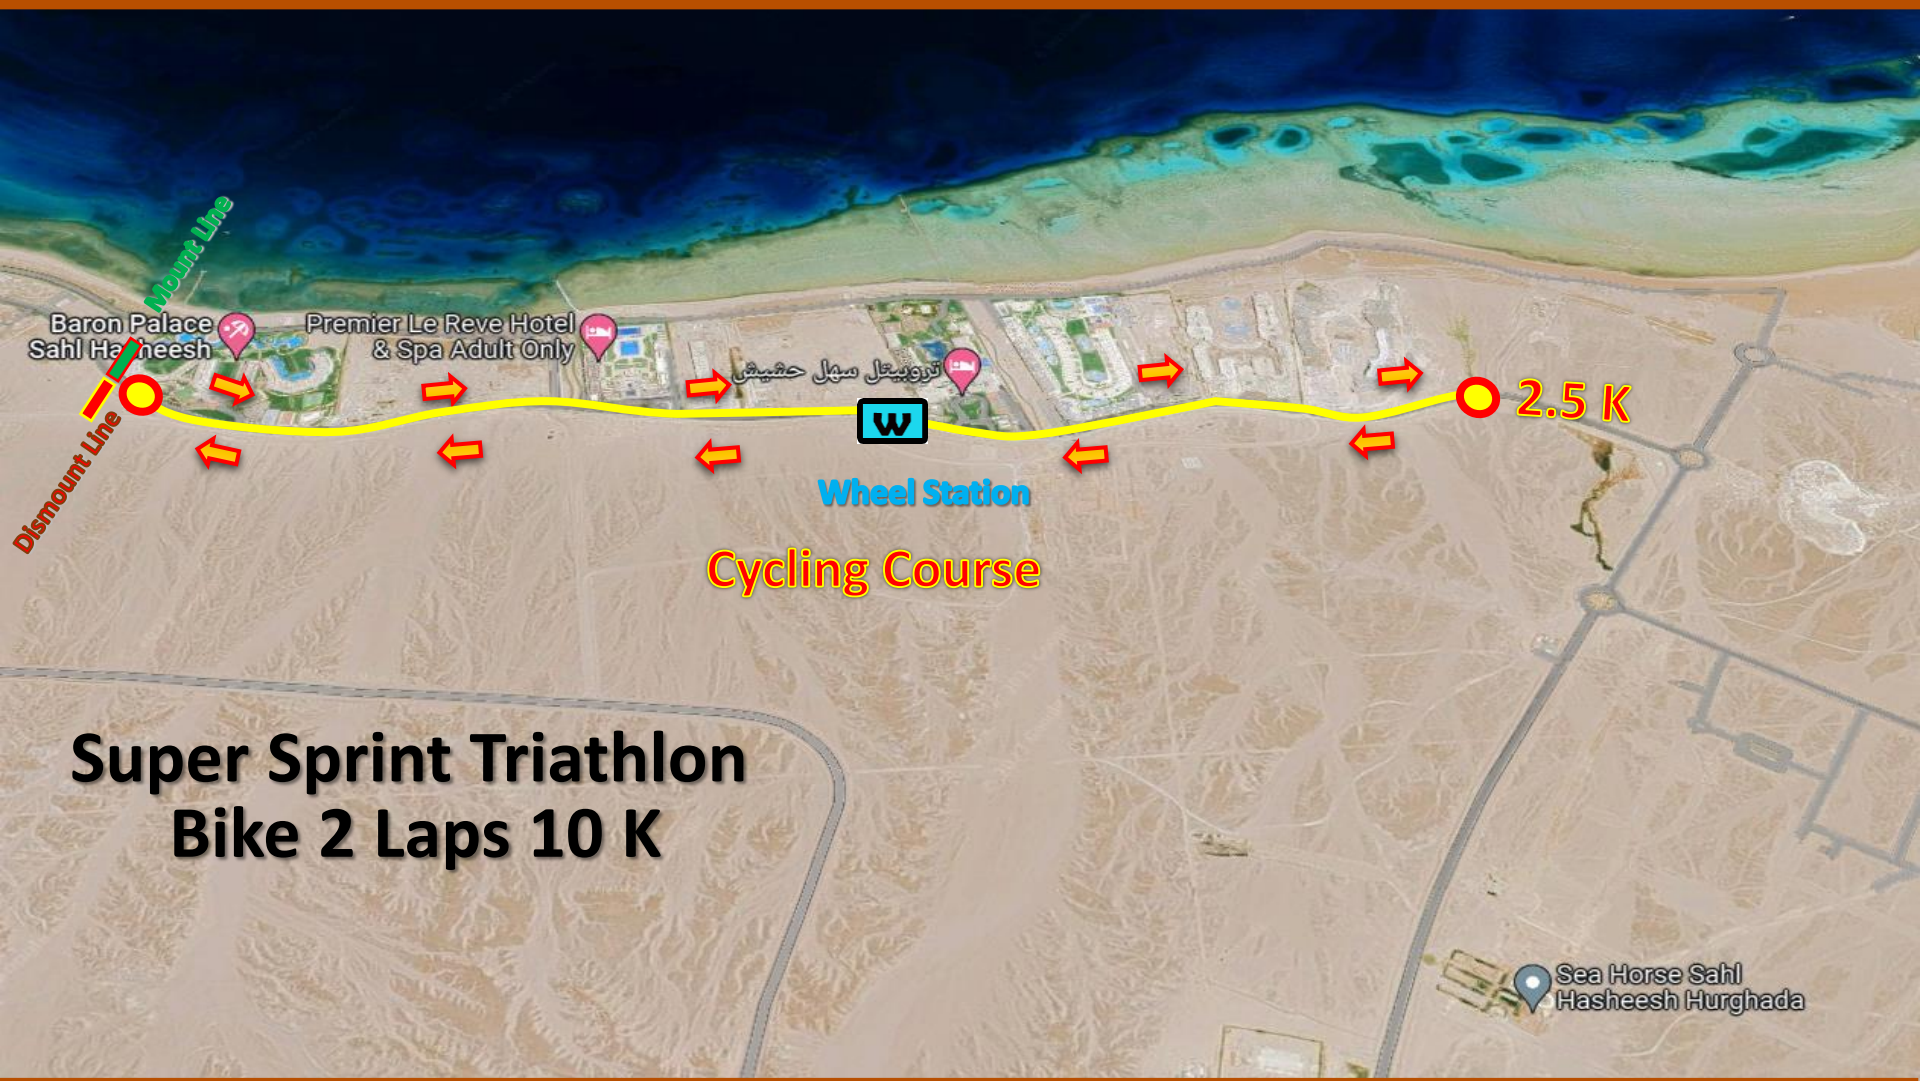 Mount Line
Baron Palace
Sahl Hasheesh
Premier Le Reve Hotel
& Spa Adult Only
تروبيتل سهل حشيش
2.5 K
W
Dismount Line
Wheel Station
Cycling Course
Super Sprint Triathlon
Bike 2 Laps 10 K
Sea Horse Sahl
Hasheesh Hurghada